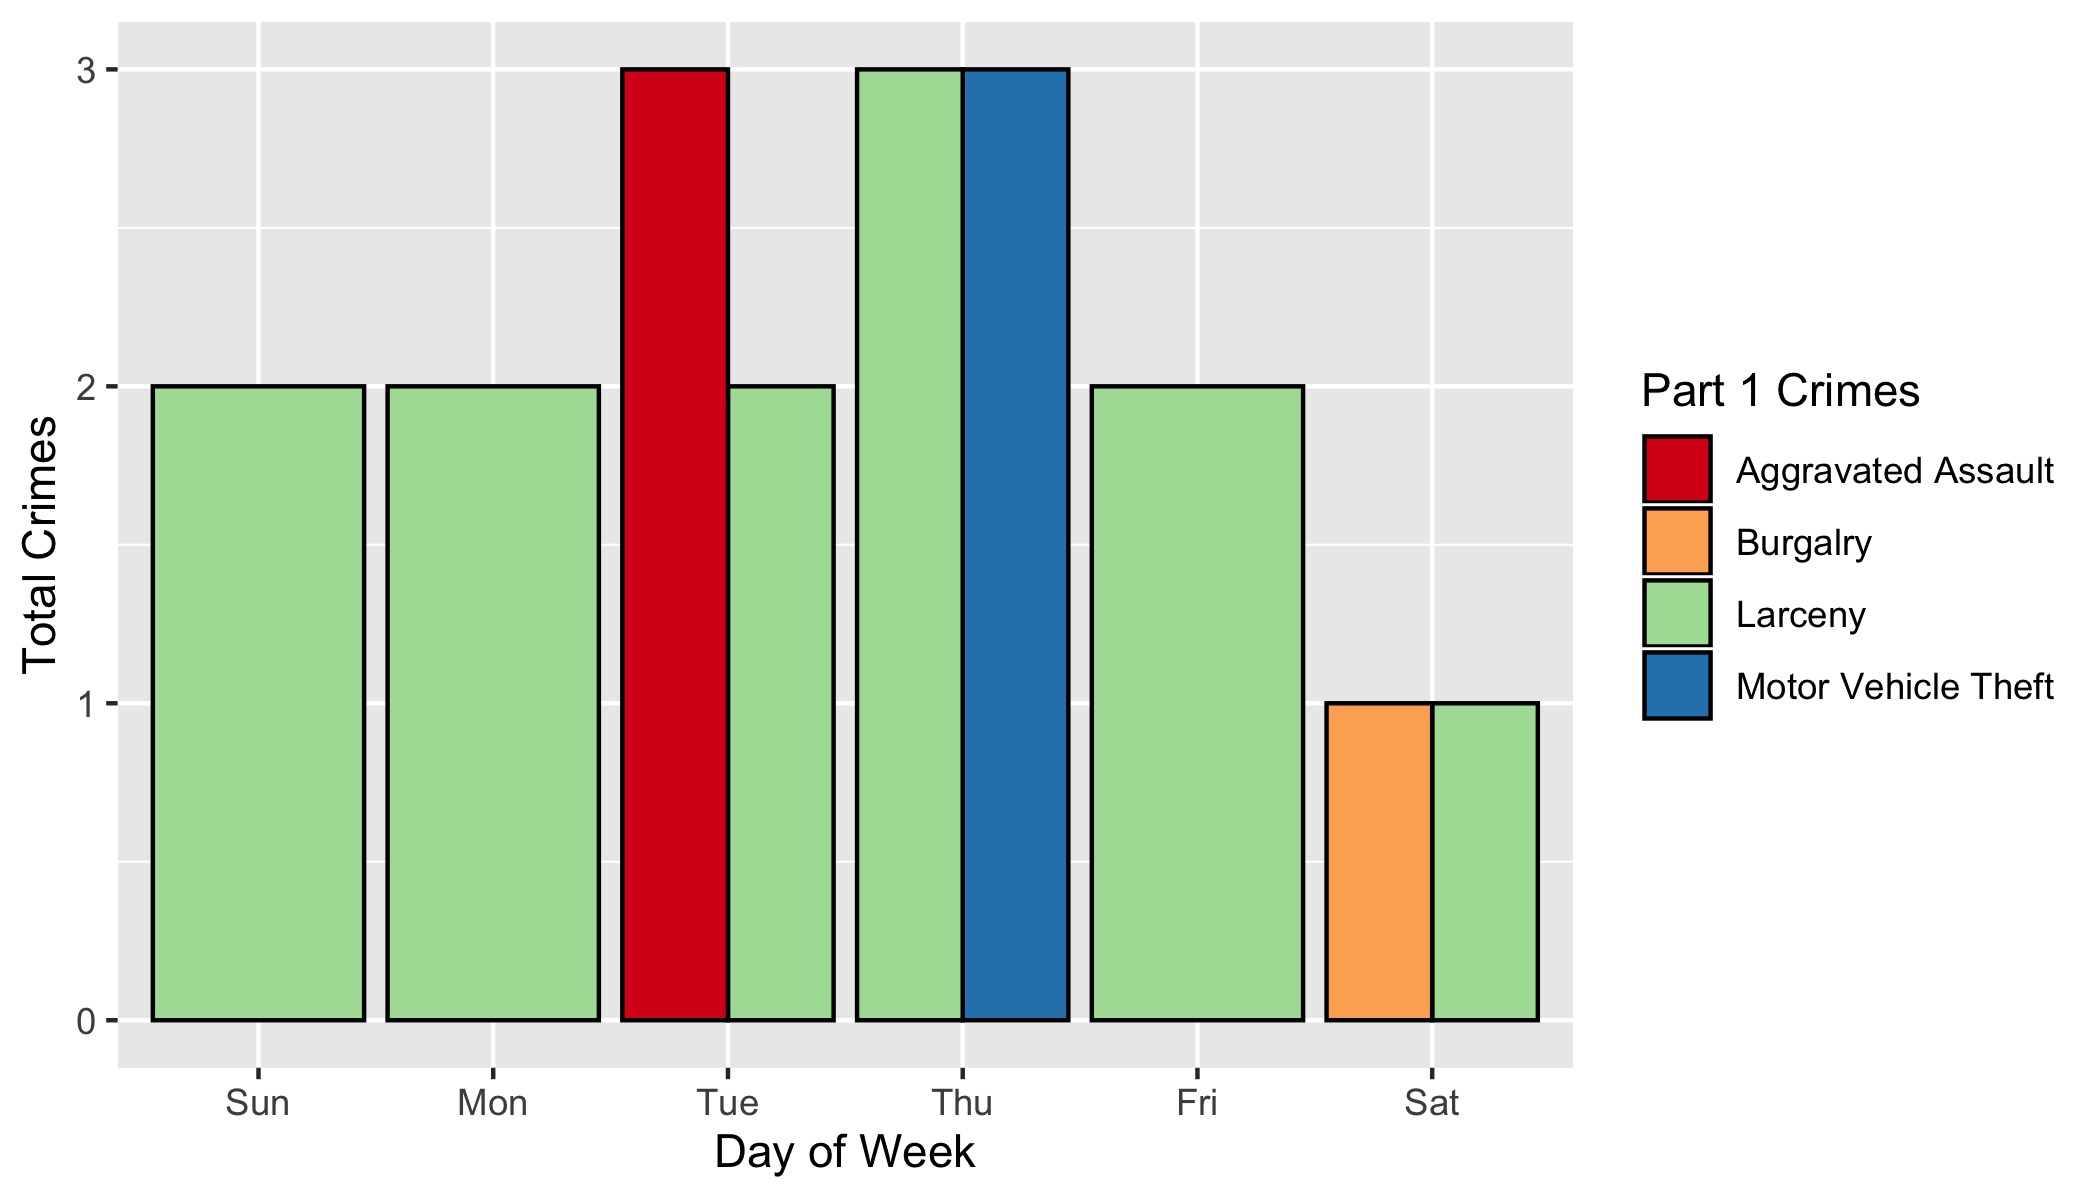 3
2
1
0
Total Crimes
Sun Mon Tue Thu Fri Sat
Day of Week
Part 1 Crimes
Aggravated Assault
Burgalry
Larceny
Motor Vehicle Theft